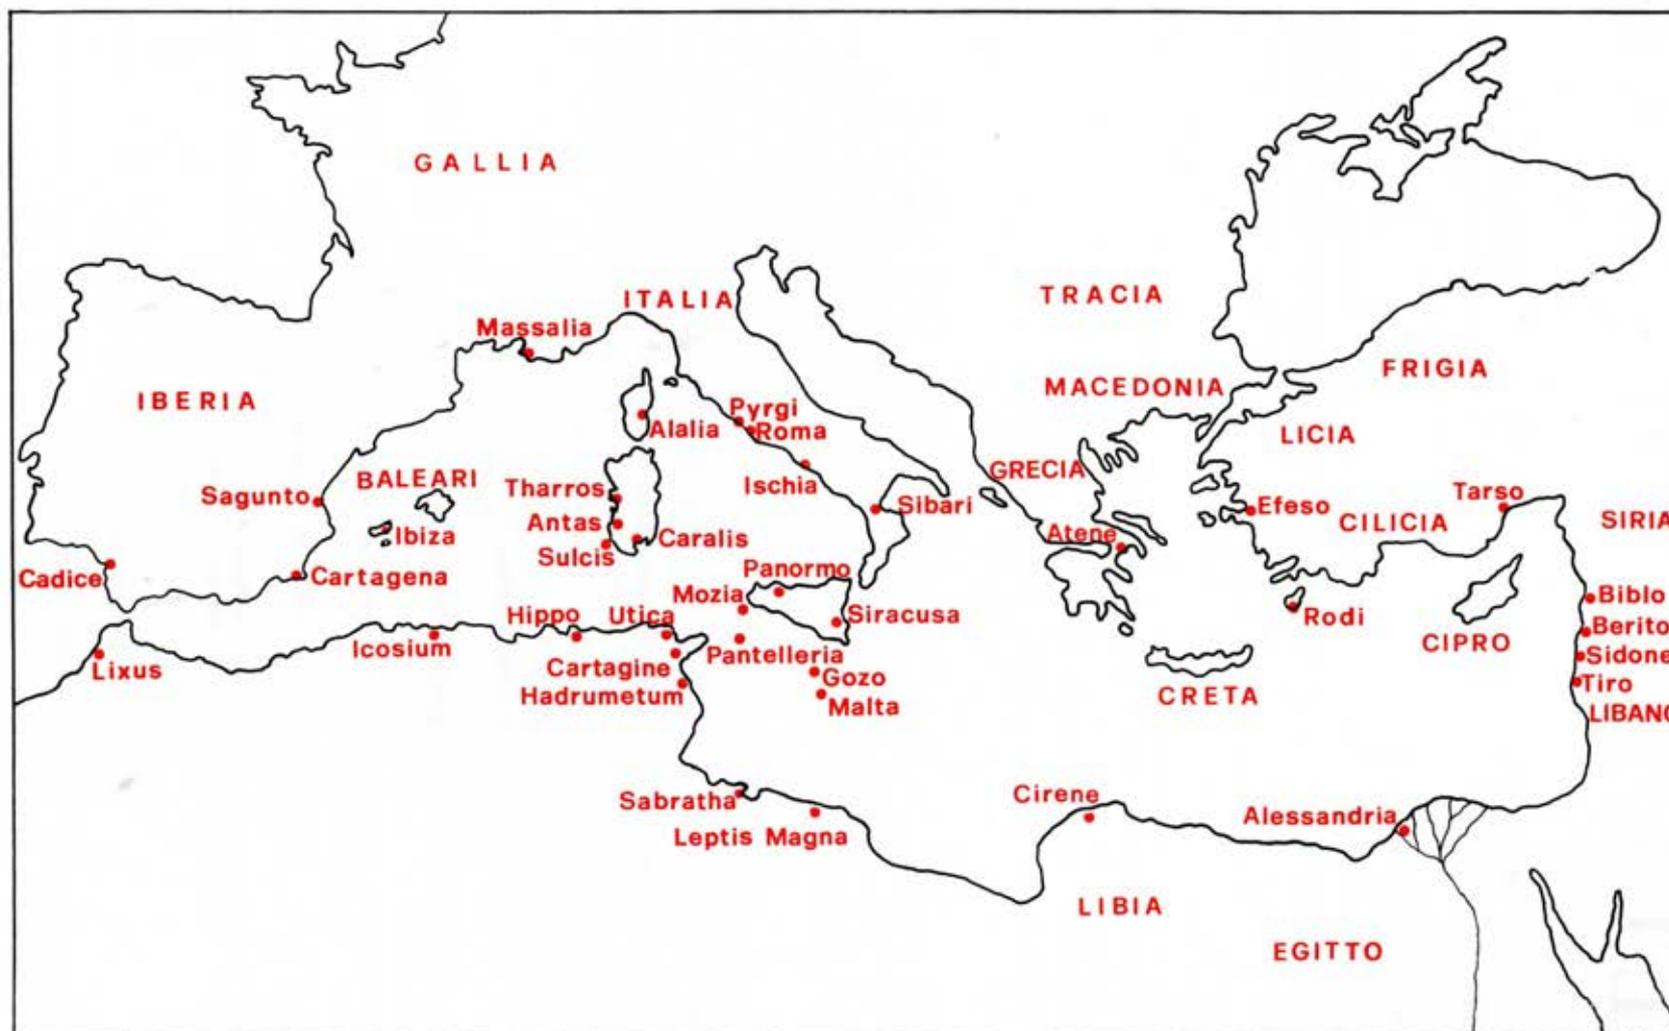 GALLIA
ITALIA
TRACIA
Massalia
FRIGIA
MACEDONIA
IBERIA
Pyrgi
Alalia
Roma
LICIA
GRECIA
BALEARI
Tharros
Ischia
Sagunto
Sibari
Efeso
Tarso
Antas
CILICIA
SIRIA
Ibiza
Caralis
Atene
Sulcis
Cadice
Cartagena
Panormo
Mozia
Biblo
Hippo
Utica
Siracusa
Rodi
Berito
Icosium
CIPRO
Lixus
Cartagine
Pantelleria
Sidone
Gozo
Tiro
Hadrumetum
CRETA
Malta
LIBANO
Sabratha
Cirene
Alessandria
Leptis Magna
LIBIA
EGITTO